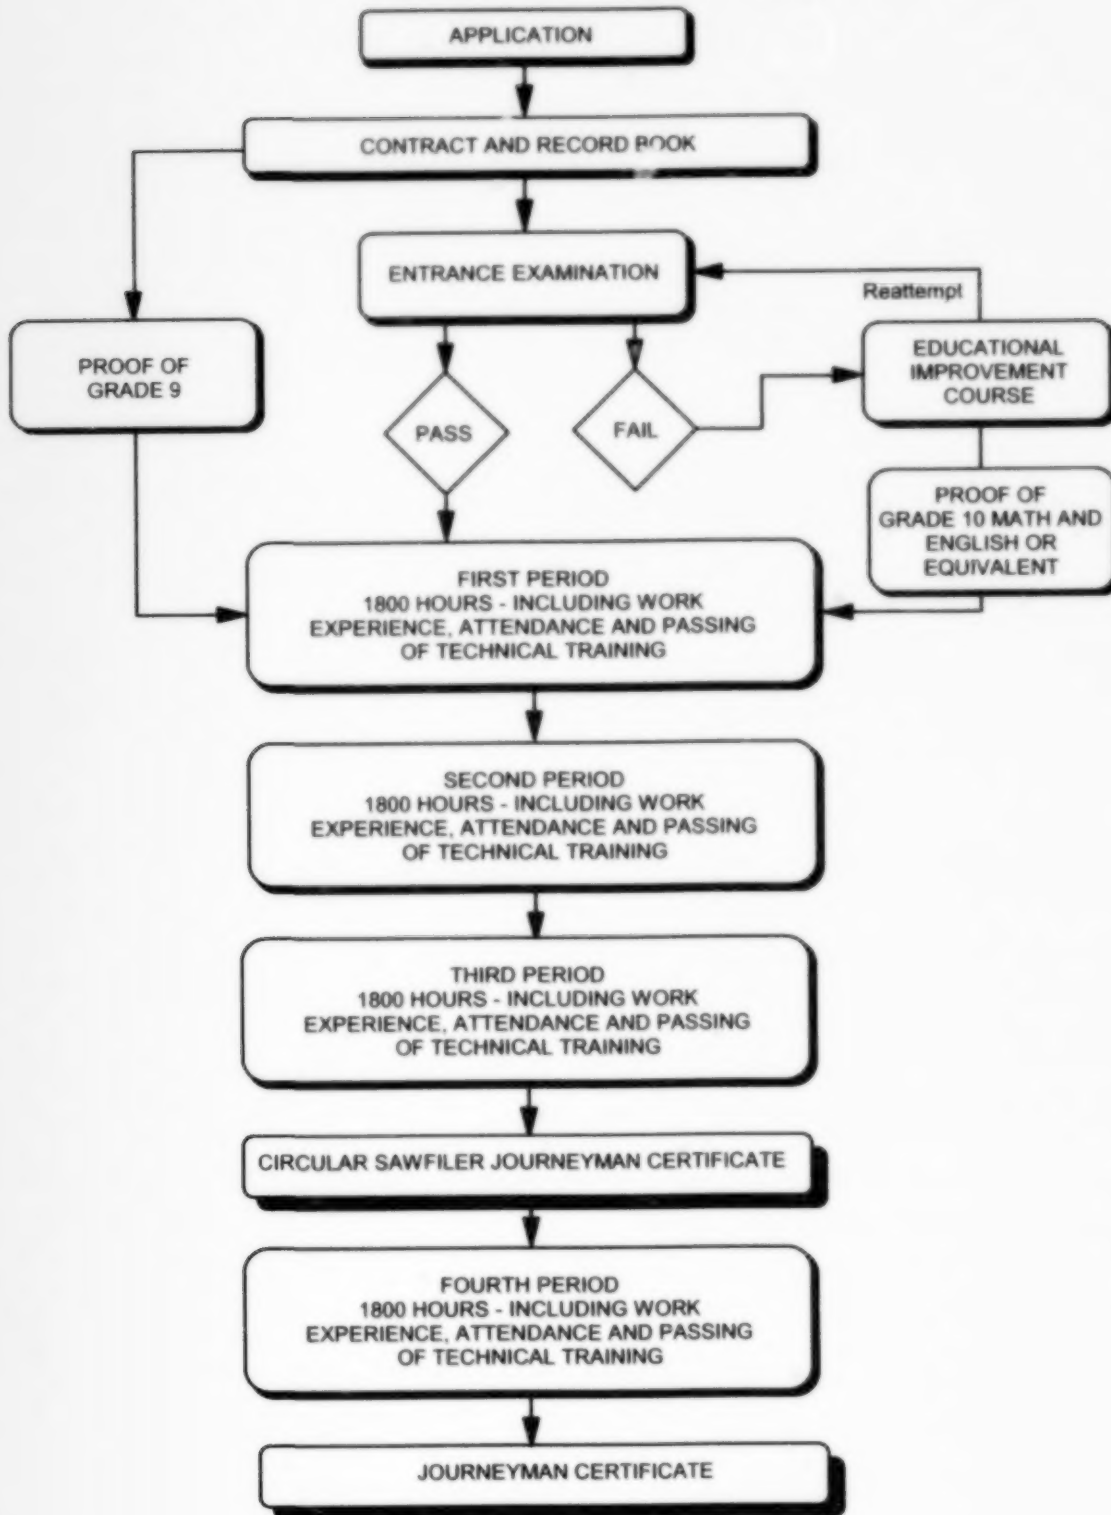 APPLICATION
CONTRACT AND RECORD BOOK
ENTRANCE EXAMINATION
Reattempt
PROOF OF
GRADE 9
EDUCATIONAL
IMPROVEMENT
COURSE
PASS
FAIL
PROOF OF
GRADE 10 MATH AND
ENGLISH OR
EQUIVALENT
FIRST PERIOD
1800 HOURS - INCLUDING WORK
EXPERIENCE, ATTENDANCE AND PASSING
OF TECHNICAL TRAINING
SECOND PERIOD
1800 HOURS - INCLUDING WORK
EXPERIENCE, ATTENDANCE AND PASSING
OF TECHNICAL TRAINING
THIRD PERIOD
1800 HOURS - INCLUDING WORK
EXPERIENCE, ATTENDANCE AND PASSING
OF TECHNICAL TRAINING
CIRCULAR SAWFILER JOURNEYMAN CERTIFICATE
FOURTH PERIOD
1800 HOURS - INCLUDING WORK
EXPERIENCE, ATTENDANCE AND PASSING
OF TECHNICAL TRAINING
JOURNEYMAN CERTIFICATE